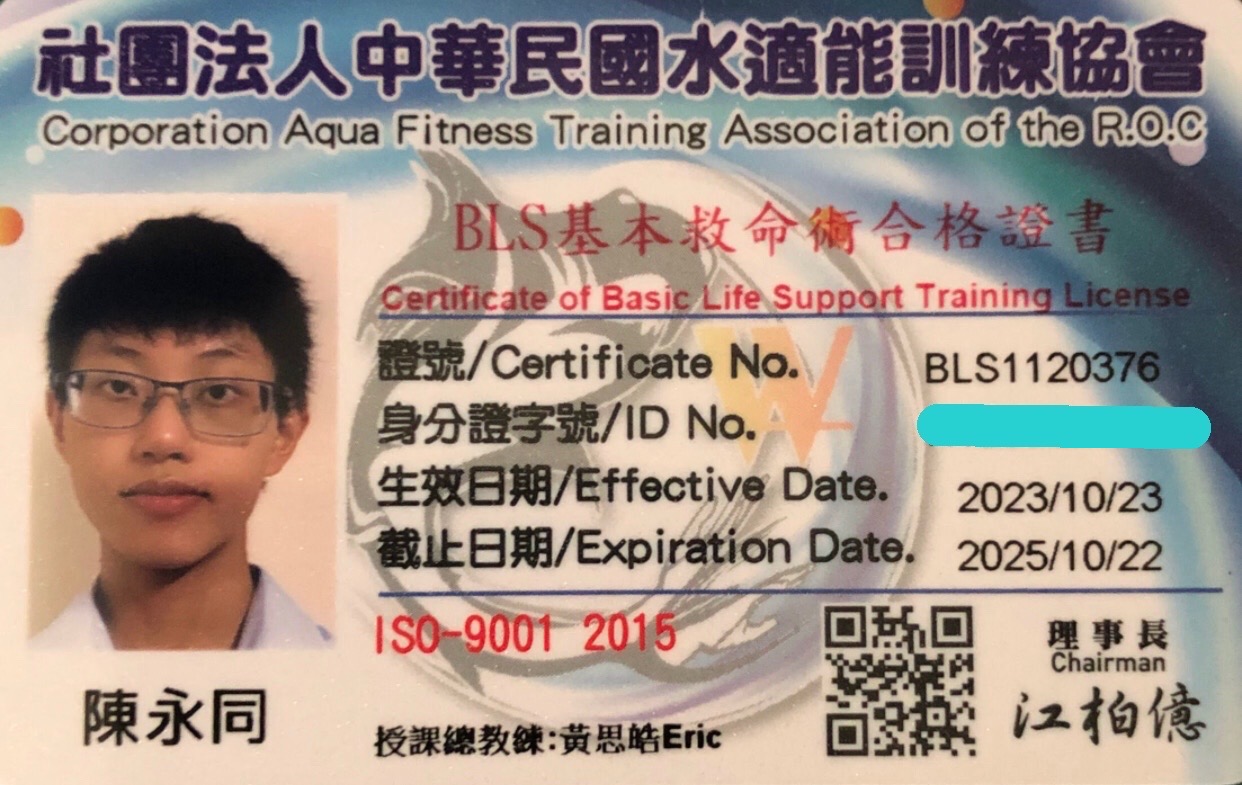 社團法人中華民國水適能訓練協會
Corporation Aqua Fitness Training Association of the R.O.C
BLS基本救命術合格證書
Certificate of Basic Life Support Training License
證號/Certificate No. BLS1120376
身分證字號/ID No.
生效日期/Effective Date. 2023/10/23
截止日期/Expiration Date. 2025/10/22
ISO-9001 2015
理事長
Chairman
江柏億
陳永同
授課總教練:黃思皓Eric